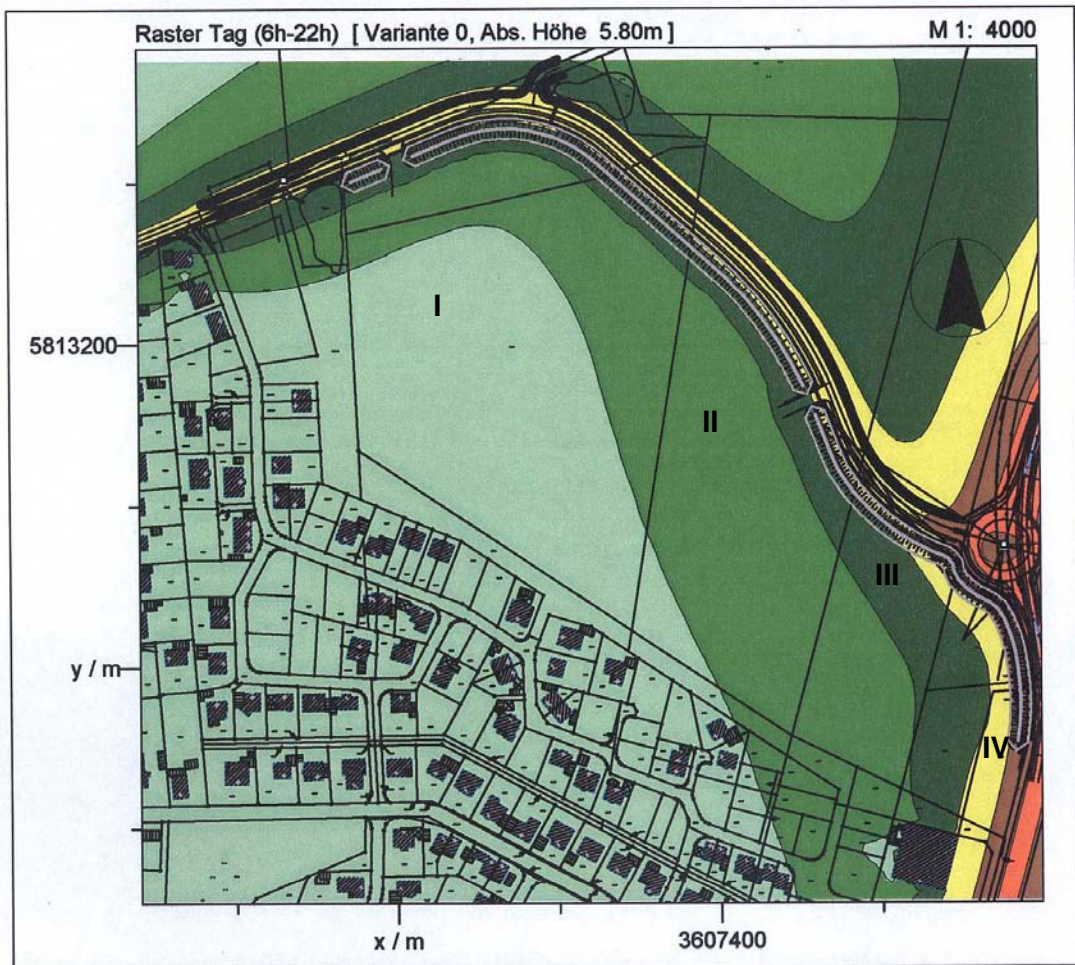 Raster Tag (6h-22h) [ Variante 0, Abs. Höhe 5.80m ] M 1: 4000
I
5813200
II
III
y / m
IV
x / m 3607400